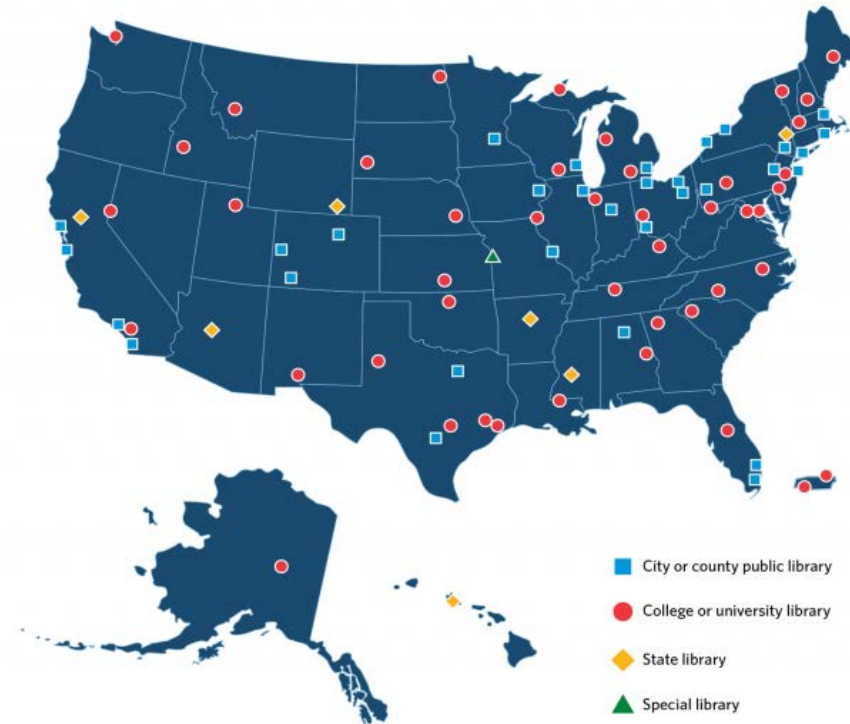 City or county public library
College or university library
State library
Special library